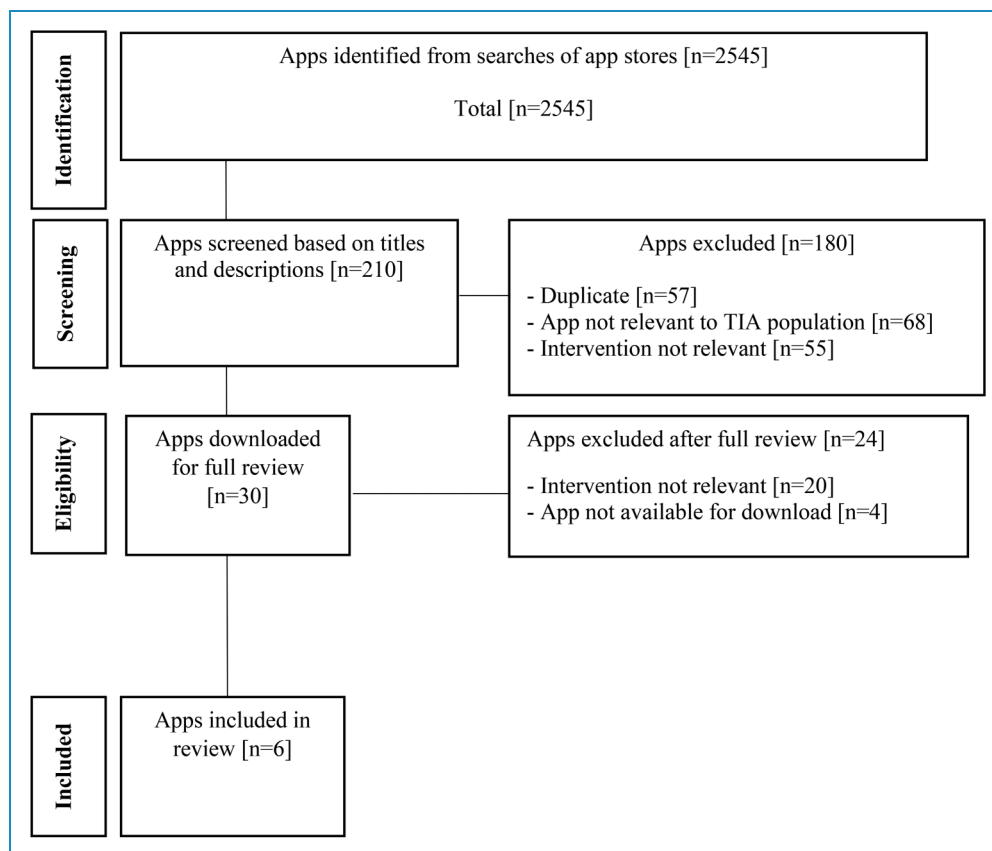 Identification
Apps identified from searches of app stores [n=2545]
Total [n=2545]
Screening
Apps screened based on titles
and descriptions [n=210]
Apps excluded [n=180]
- Duplicate [n=57]
- App not relevant to TIA population [n=68]
- Intervention not relevant [n=55]
Eligibility
Apps downloaded
for full review
[n=30]
Apps excluded after full review [n=24]
- Intervention not relevant [n=20]
- App not available for download [n=4]
Included
Apps included in
review [n=6]